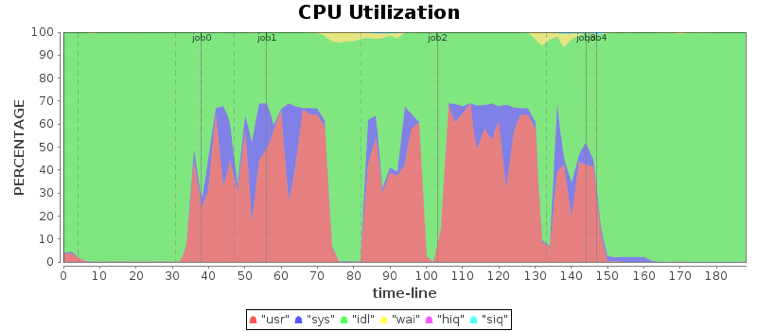 CPU Utilization
100
90
80
70
60
50
40
30
20
10
0
PERCENTAGE
job0
job1
job2
job4
0 10 20 30 40 50 60 70 80 90 100 110 120 130 140 150 160 170 180
time-line
"usr" "sys" "idl" "wai" "hiq" "siq"